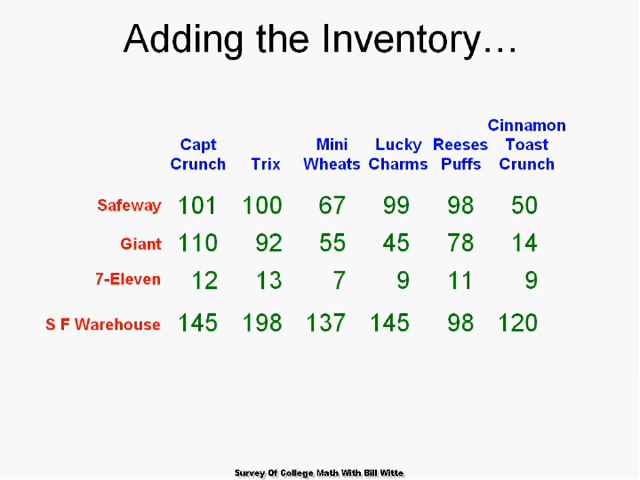 Adding the Inventory…
Cinnamon
Capt Mini Lucky Reeses Toast
Crunch Trix Wheats Charms Puffs Crunch
Safeway 101 100 67 99 98 50
Giant 110 92 55 45 78 14
7-Eleven 12 13 7 9 11 9
S F Warehouse 145 198 137 145 98 120
Survey Of College Math With Bill Witte